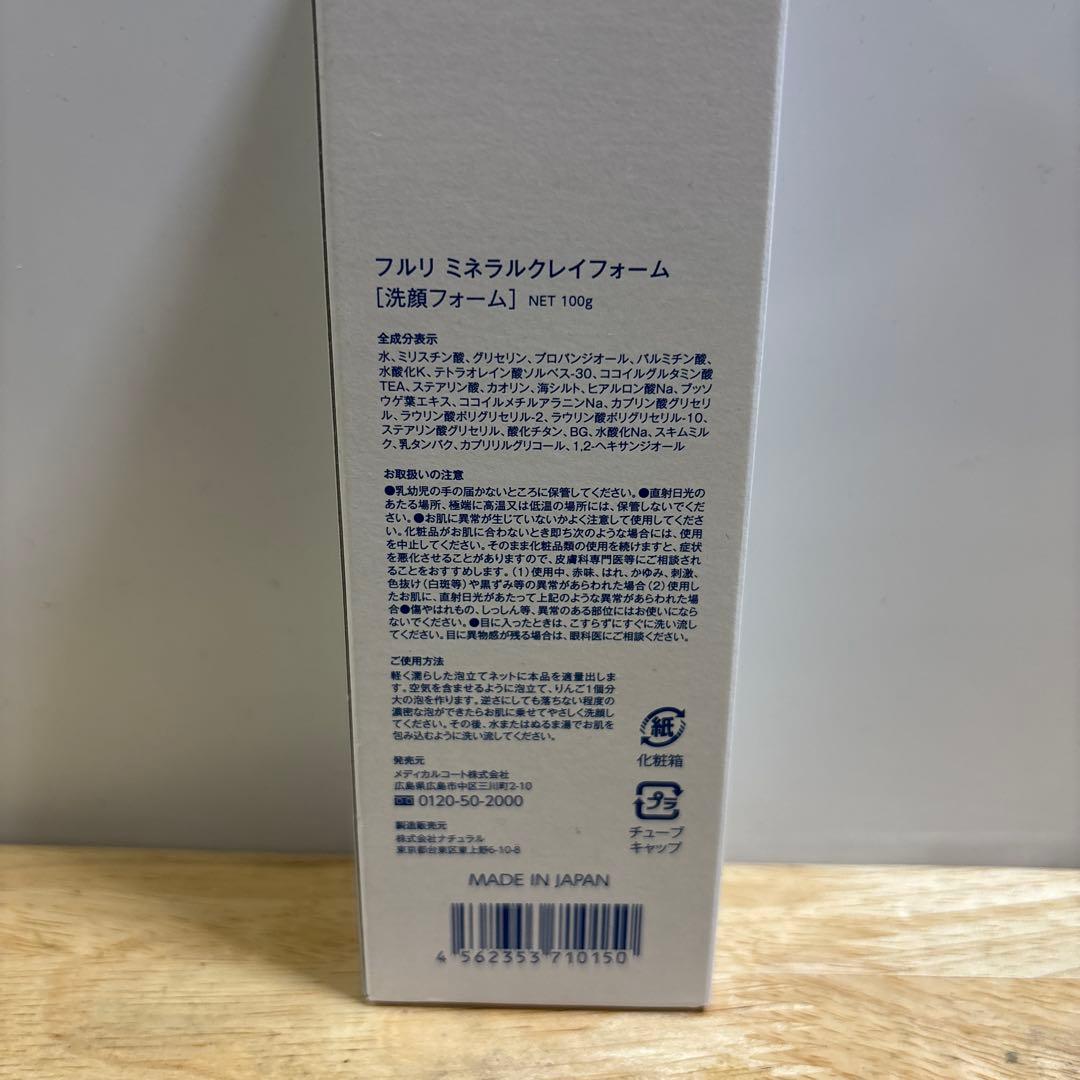 フルリ ミネラルクレイフォーム
[洗顔フォーム] NET 100g
全成分表示
水、ミリスチン酸、グリセリン、プロパンジオール、パルミチン酸、
水酸化K、テトラオレイン酸ソルベス-30、ココイルグルタミン酸
TEA、ステアリン酸、カオリン、海シルト、ヒアルロン酸Na、ブッソ
ウゲ葉エキス、ココイルメチルアラニンNa、カプリン酸グリセリ
ル、ラウリン酸ポリグリセリル-2、ラウリン酸ポリグリセリル-10、
ステアリン酸グリセリル、酸化チタン、BG、水酸化Na、スキムミル
ク、乳タンパク、カプリリルグリコール、1,2-ヘキサンジオール
お取扱いの注意
●乳幼児の手の届かないところに保管してください。●直射日光の
あたる場所、極端に高温又は低温の場所には、保管しないでくだ
さい。●お肌に異常が生じていないかよく注意して使用してくださ
い。化粧品がお肌に合わないとき即ち次のような場合には、使用
を中止してください。そのまま化粧品類の使用を続けますと、症状
を悪化させることがありますので、皮膚科専門医等にご相談され
ることをおすすめします。(1)使用中、赤味、はれ、かゆみ、刺激、
色抜け(白斑等)や黒ずみ等の異常があらわれた場合(2)使用し
たお肌に、直射日光があたって上記のような異常があらわれた場
合●傷やはれもの、しっしん等、異常のある部位にはお使いになら
ないでください。●目に入ったときは、こすらずにすぐに洗い流し
てください。目に異物感が残る場合は、眼科医にご相談ください。
ご使用方法
軽く濡らした泡立てネットに本品を適量出しま
す。空気を含ませるように泡立て、りんご1個分
大の泡を作ります。逆さにしても落ちない程度の
濃密な泡ができたらお肌に乗せてやさしく洗顔し
てください。その後、水またはぬるま湯でお肌を
包み込むように洗い流してください。
紙
化粧箱
発売元
メディカルコート株式会社
広島県広島市中区三川町2-10
0120-50-2000
プラ
チューブ
キャップ
製造販売元
株式会社ナチュラル
東京都台東区東上野6-10-8
MADE IN JAPAN
4 562353 710150